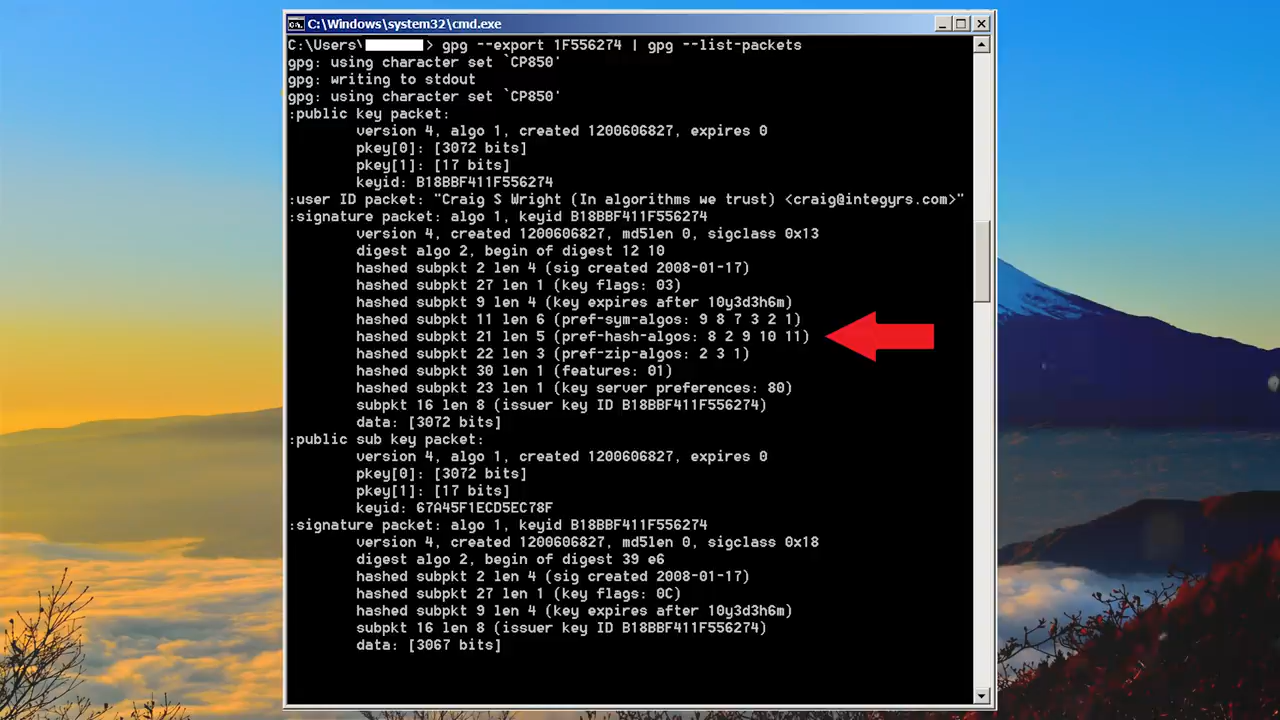 C:\Windows\system32\cmd.exe
C:\Users\ > gpg --export 1F556274 | gpg --list-packets
gpg: using character set `CP850'
gpg: writing to stdout
gpg: using character set `CP850'
:public key packet:
version 4, algo 1, created 1200606827, expires 0
pkey[0]: [3072 bits]
pkey[1]: [17 bits]
keyid: B18BBF411F556274
:user ID packet: "Craig S Wright (In algorithms we trust) <craig@integyrs.com>"
:signature packet: algo 1, keyid B18BBF411F556274
version 4, created 1200606827, md5len 0, sigclass 0x13
digest algo 2, begin of digest 12 10
hashed subpkt 2 len 4 (sig created 2008-01-17)
hashed subpkt 27 len 1 (key flags: 03)
hashed subpkt 9 len 4 (key expires after 10y3d3h6m)
hashed subpkt 11 len 6 (pref-sym-algos: 9 8 7 3 2 1)
hashed subpkt 21 len 5 (pref-hash-algos: 8 2 9 10 11)
hashed subpkt 22 len 3 (pref-zip-algos: 2 3 1)
hashed subpkt 30 len 1 (features: 01)
hashed subpkt 23 len 1 (key server preferences: 80)
subpkt 16 len 8 (issuer key ID B18BBF411F556274)
data: [3072 bits]
:public sub key packet:
version 4, algo 1, created 1200606827, expires 0
pkey[0]: [3072 bits]
pkey[1]: [17 bits]
keyid: 67A45F1ECD5EC78F
:signature packet: algo 1, keyid B18BBF411F556274
version 4, created 1200606827, md5len 0, sigclass 0x18
digest algo 2, begin of digest 39 e6
hashed subpkt 2 len 4 (sig created 2008-01-17)
hashed subpkt 27 len 1 (key flags: 0C)
hashed subpkt 9 len 4 (key expires after 10y3d3h6m)
subpkt 16 len 8 (issuer key ID B18BBF411F556274)
data: [3067 bits]